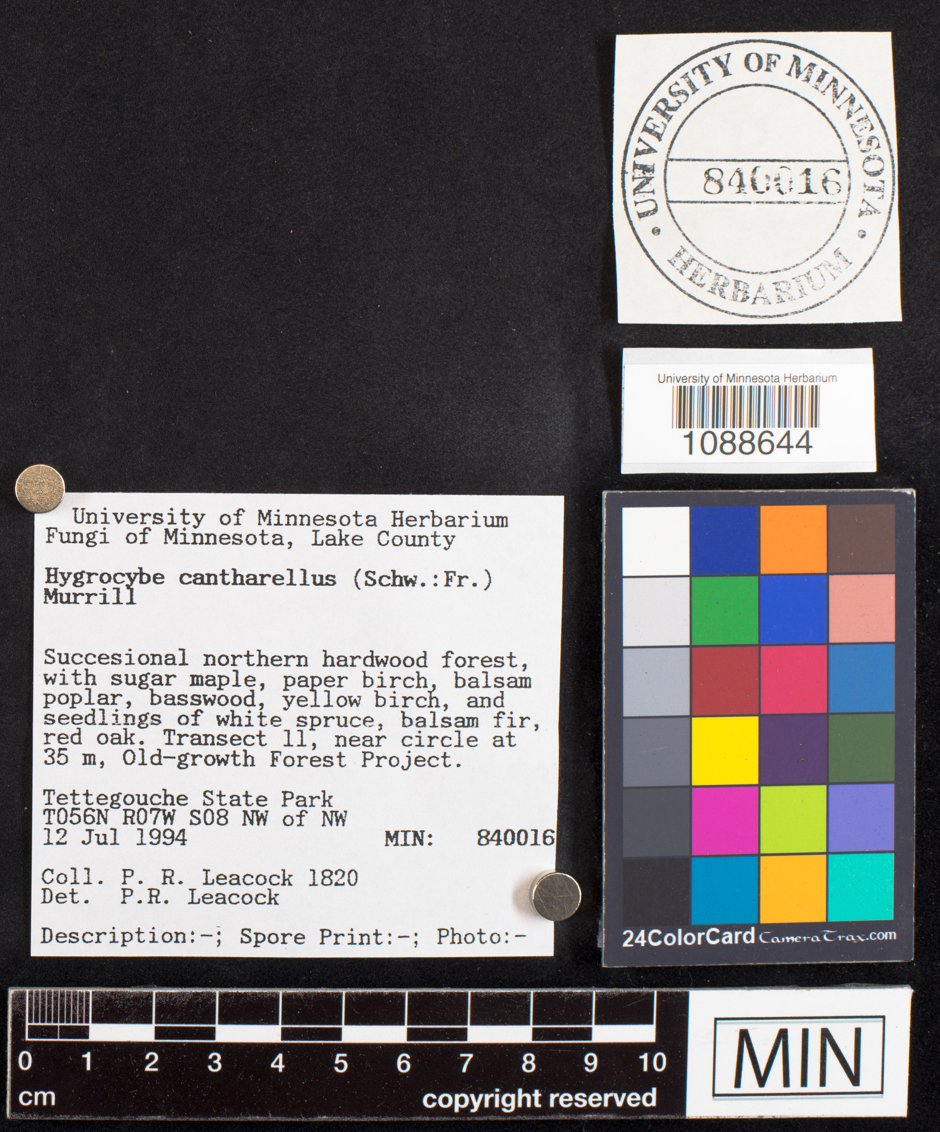 UNIVERSITY OF MINNESOTA
840016
• HERBARIUM •
University of Minnesota Herbarium
1088644
University of Minnesota Herbarium
Fungi of Minnesota, Lake County
Hygrocybe cantharellus (Schw.:Fr.)
Murrill
Succesional northern hardwood forest,
with sugar maple, paper birch, balsam
poplar, basswood, yellow birch, and
seedlings of white spruce, balsam fir,
red oak. Transect 11, near circle at
35 m, Old-growth Forest Project.
Tettegouche State Park
T056N R07W S08 NW of NW
12 Jul 1994 MIN: 840016
Coll. P. R. Leacock 1820
Det. P.R. Leacock
Description:-; Spore Print:-; Photo:-
24ColorCard CameraTrax.com
0 1 2 3 4 5 6 7 8 9 10
cm copyright reserved
MIN